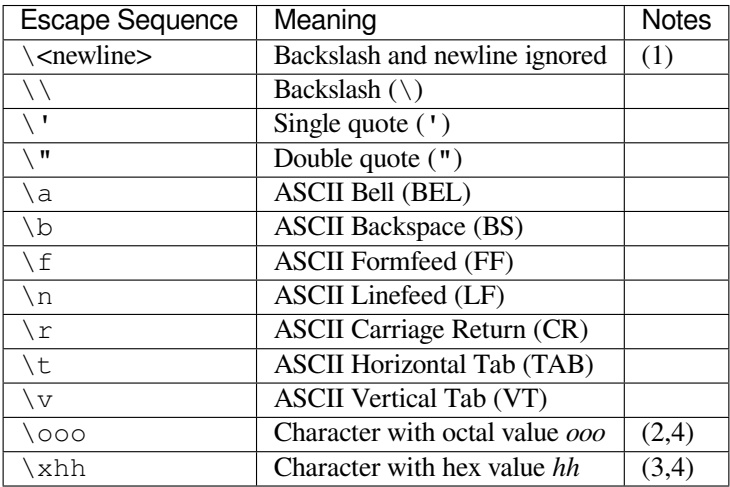 Escape Sequence Meaning Notes
\<newline> Backslash and newline ignored (1)
\\ Backslash (\)
\' Single quote (')
\" Double quote (")
\a ASCII Bell (BEL)
\b ASCII Backspace (BS)
\f ASCII Formfeed (FF)
\n ASCII Linefeed (LF)
\r ASCII Carriage Return (CR)
\t ASCII Horizontal Tab (TAB)
\v ASCII Vertical Tab (VT)
\ooo Character with octal value ooo (2,4)
\xhh Character with hex value hh (3,4)